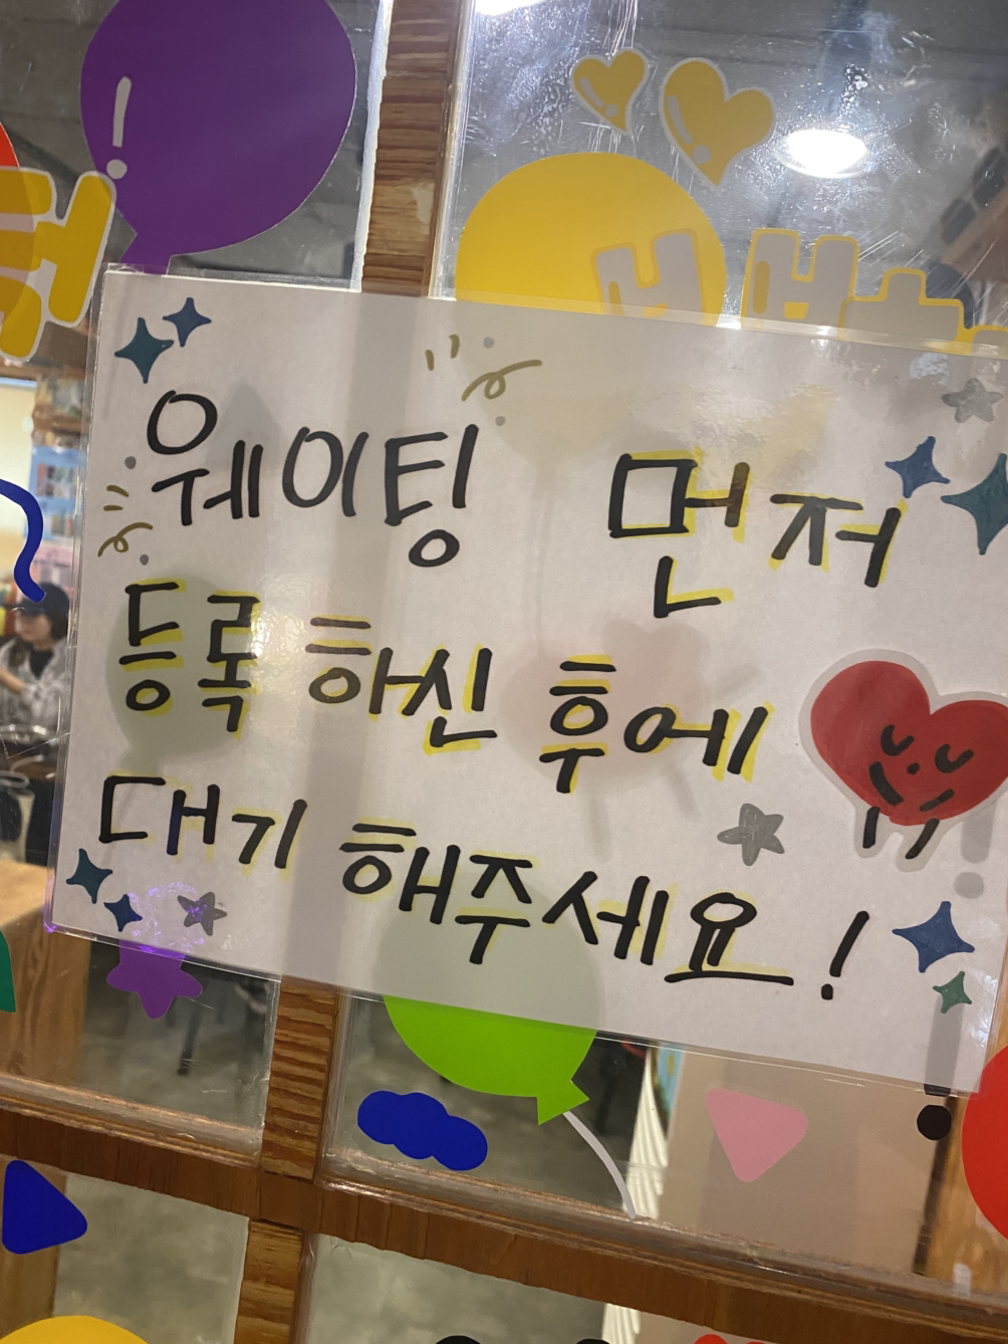 웨이팅 먼저
등록 하신 후에
대기 해주세요!